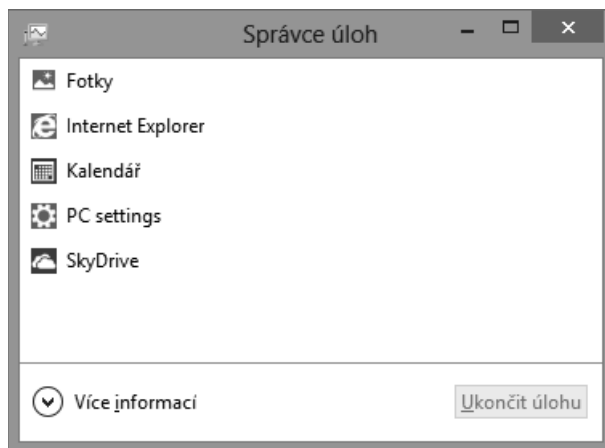 Správce úloh
Fotky
Internet Explorer
Kalendář
PC settings
SkyDrive
Více informací
Ukončit úlohu